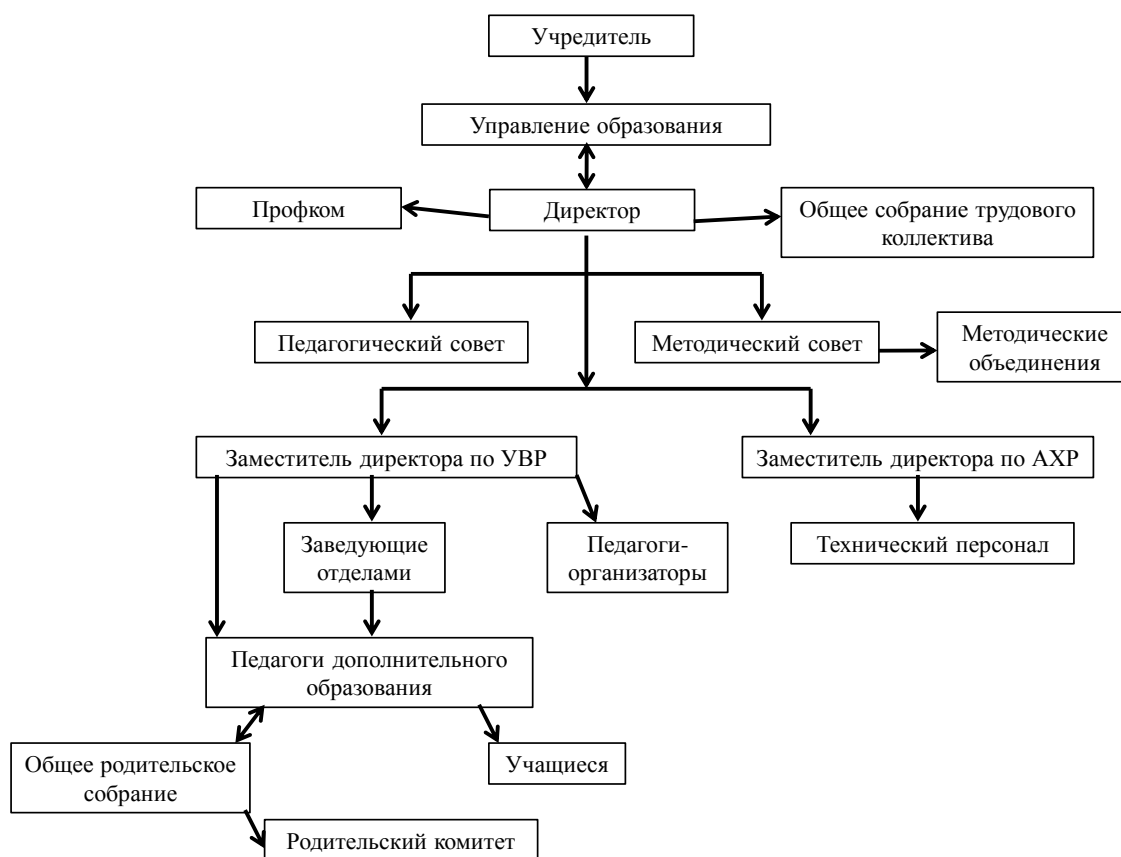 Учредитель
Управление образования
Профком
Директор
Общее собрание трудового
коллектива
Педагогический совет
Методический совет
Методические
объединения
Заместитель директора по УВР
Заместитель директора по АХР
Заведующие
отделами
Педагоги-
организаторы
Технический персонал
Педагоги дополнительного
образования
Общее родительское
собрание
Учащиеся
Родительский комитет